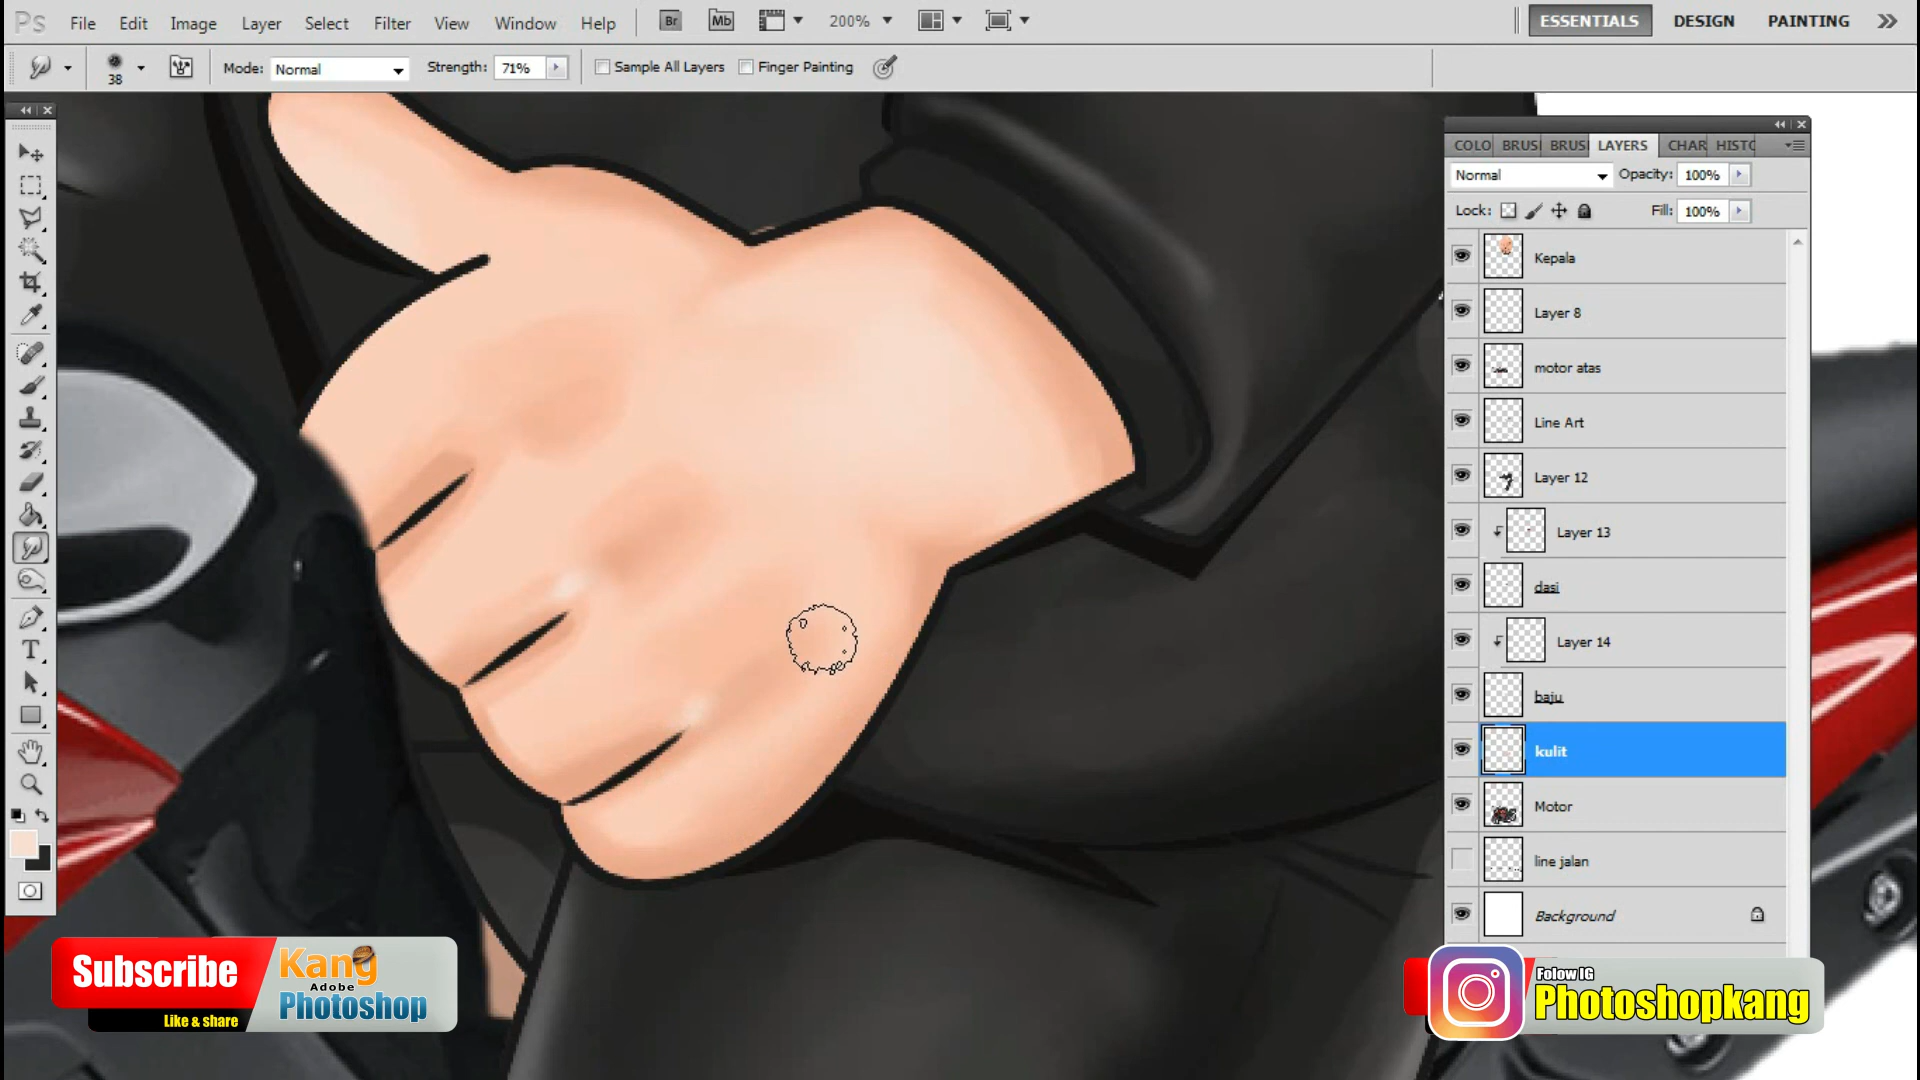 Ps File Edit Image Layer Select Filter View Window Help Br Mb 200% ESSENTIALS DESIGN PAINTING
38 Mode: Normal Strength: 71% Sample All Layers Finger Painting
COLO BRUS BRUS LAYERS CHAR HISTO
Normal Opacity: 100%
Lock: Fill: 100%
Kepala
Layer 8
motor atas
Line Art
Layer 12
Layer 13
dasi
Layer 14
baju
kulit
Motor
line jalan
Background
T
Subscribe
Like & share
Kang
Adobe
Photoshop
Folow IG
Photoshopkang